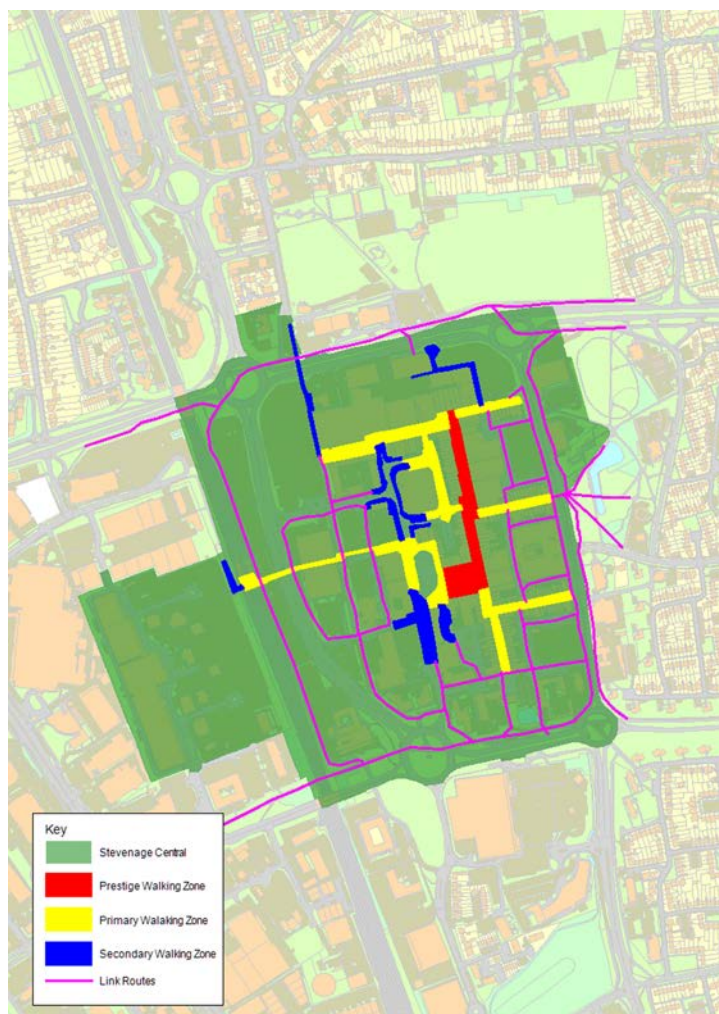 Key
Stevenage Central
Prestige Walking Zone
Primary Walaking Zone
Secondary Walking Zone
Link Routes